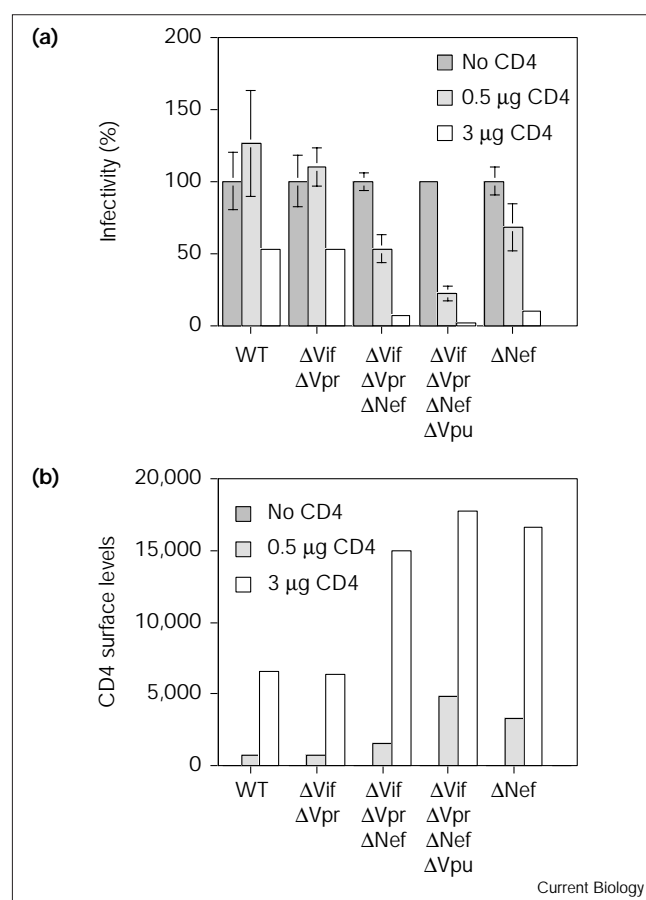 (a)
200
150
100
50
0
Infectivity (%)
No CD4
0.5 µg CD4
3 µg CD4
WT
ΔVif
ΔVpr
ΔVif
ΔVpr
ΔNef
ΔVif
ΔVpr
ΔNef
ΔVpu
ΔNef
(b)
20,000
15,000
10,000
5,000
0
CD4 surface levels
No CD4
0.5 µg CD4
3 µg CD4
WT
ΔVif
ΔVpr
ΔVif
ΔVpr
ΔNef
ΔVif
ΔVpr
ΔNef
ΔVpu
ΔNef
Current Biology